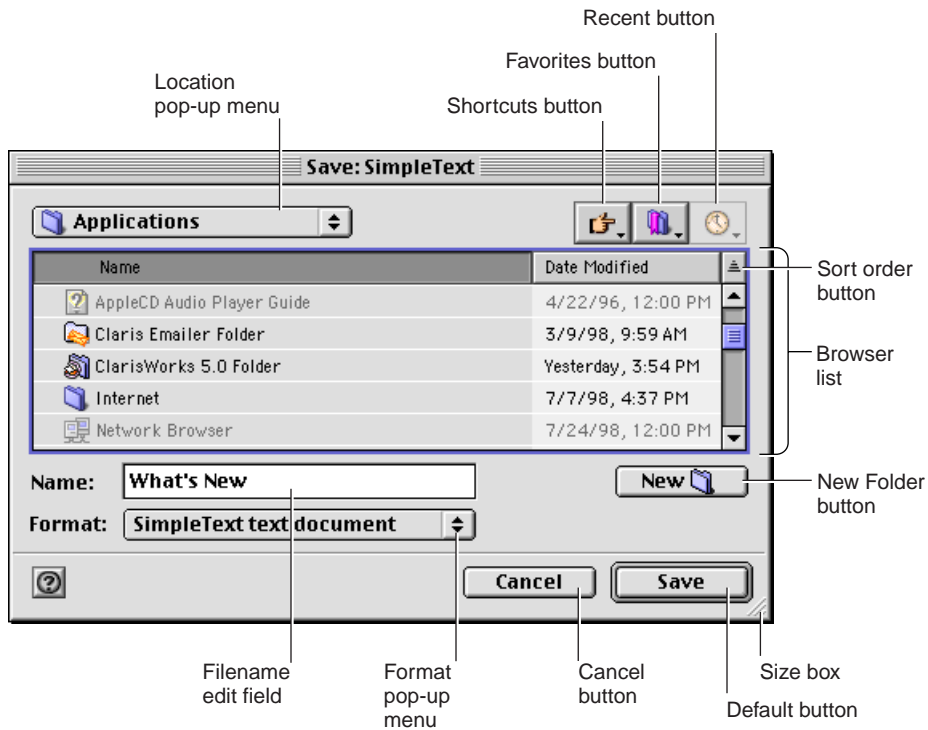 Recent button
Favorites button
Location
pop-up menu
Shortcuts button
Save: SimpleText
Applications
Name
Date Modified
Sort order
button
AppleCD Audio Player Guide
4/22/96, 12:00 PM
Claris Emailer Folder
3/9/98, 9:59 AM
ClarisWorks 5.0 Folder
Yesterday, 3:54 PM
Browser
list
Internet
7/7/98, 4:37 PM
Network Browser
7/24/98, 12:00 PM
Name:
What's New
New
New Folder
button
Format:
SimpleText text document
?
Cancel
Save
Filename
edit field
Format
pop-up
menu
Cancel
button
Size box
Default button